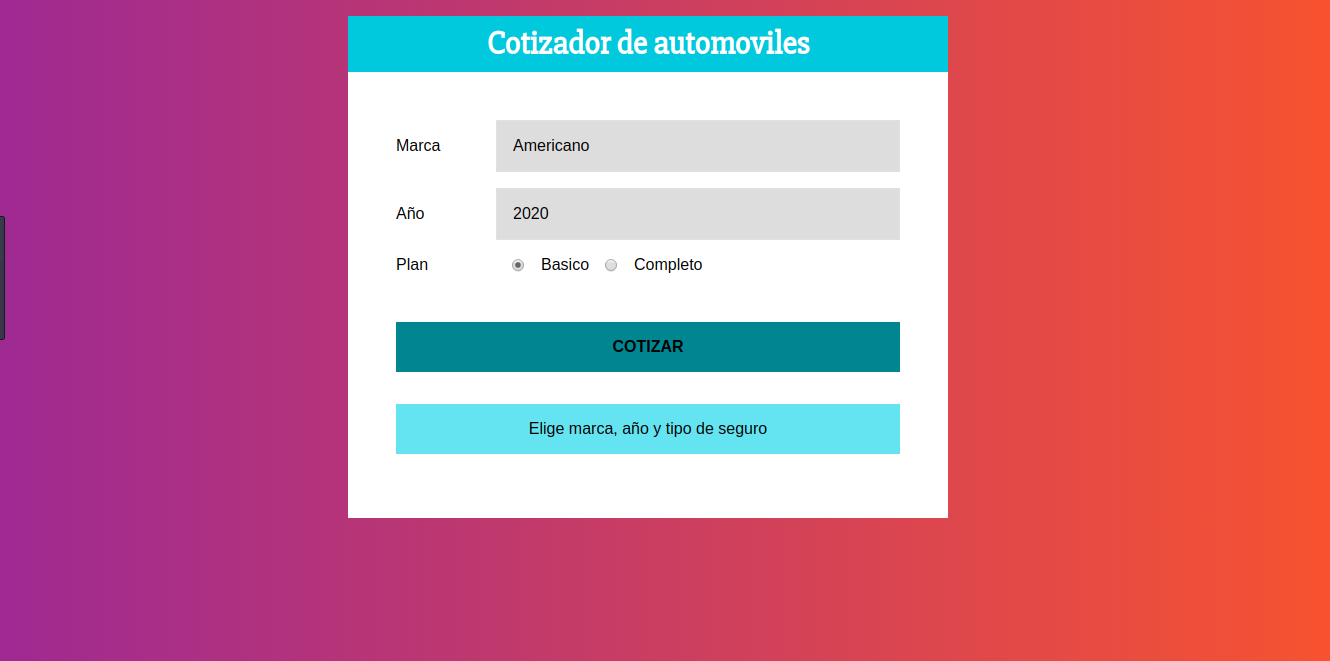 Cotizador de automoviles
Marca Americano
Año 2020
Plan Basico Completo
COTIZAR
Elige marca, año y tipo de seguro